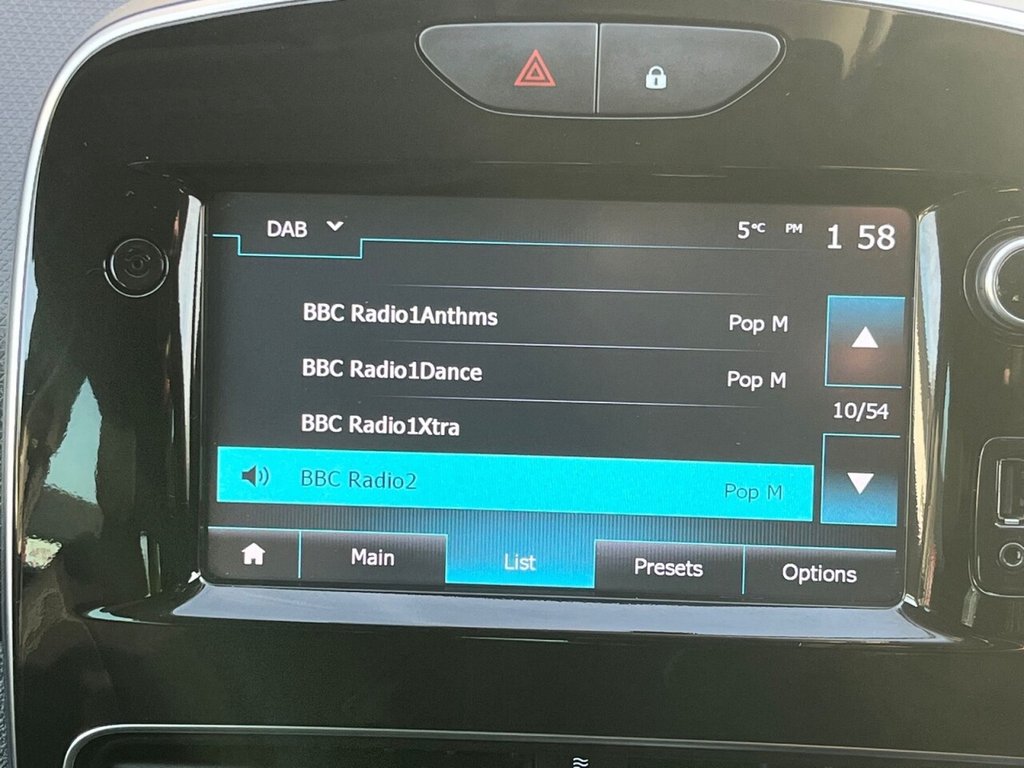 DAB 5°C PM 1 58
BBC Radio1Anthms Pop M
BBC Radio1Dance Pop M
10/54
BBC Radio1Xtra
BBC Radio2 Pop M
Main List Presets Options